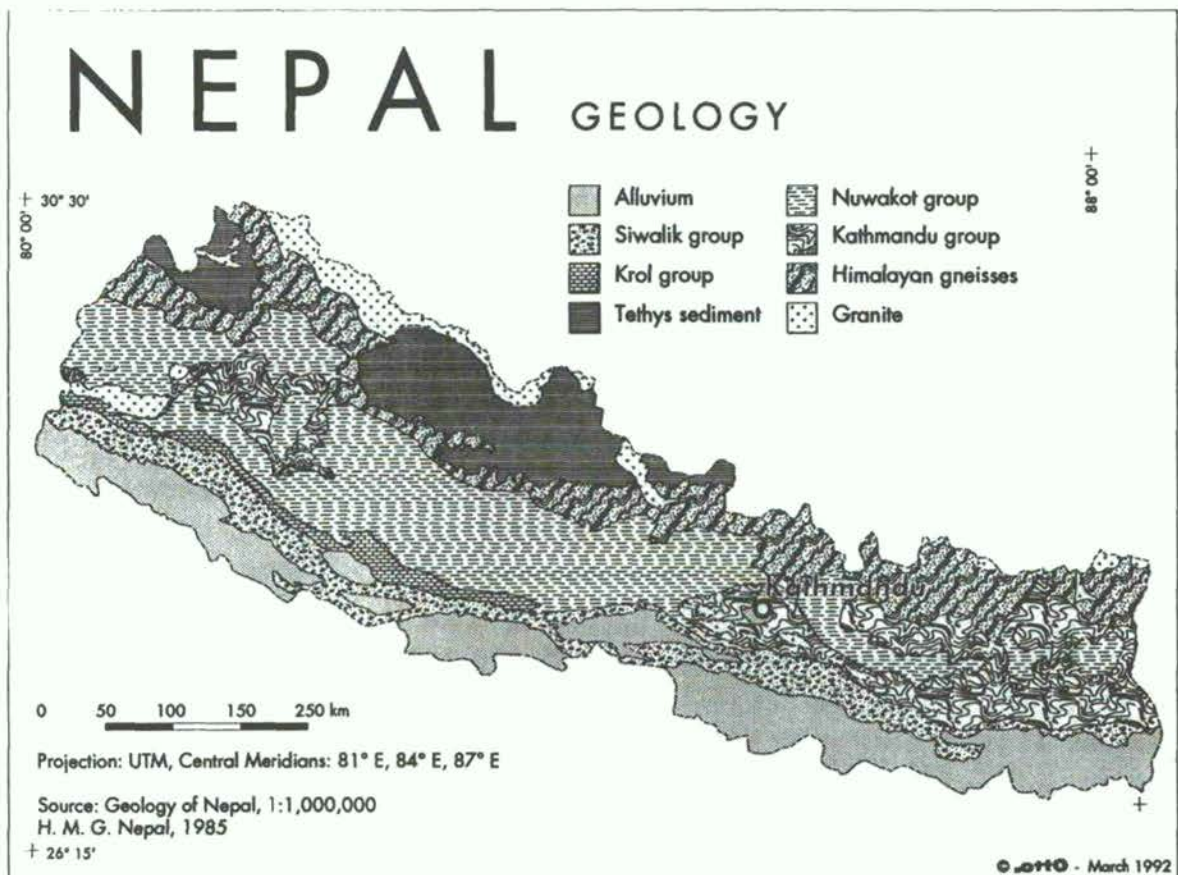 NEPAL GEOLOGY
80° 00'
30° 30'
88° 00'
Alluvium
Siwalik group
Krol group
Tethys sediment
Nuwakot group
Kathmandu group
Himalayan gneisses
Granite
Kathmandu
0 50 100 150 250 km
Projection: UTM, Central Meridians: 81° E, 84° E, 87° E
Source: Geology of Nepal, 1:1,000,000
H. M. G. Nepal, 1985
26° 15'
© - March 1992